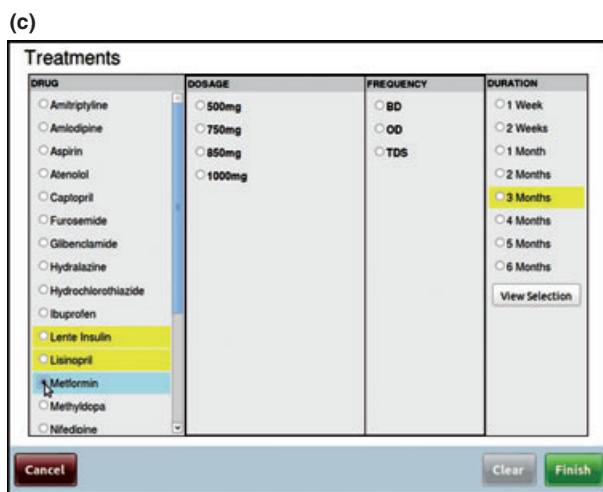 (c)
Treatments
DRUG
Amitriptyline
Amlodipine
Aspirin
Atenolol
Captopril
Furosemide
Glibenclamide
Hydralazine
Hydrochlorothiazide
Ibuprofen
Lente Insulin
Lisinopril
Metformin
Methyldopa
Nifedipine
DOSAGE
500mg
750mg
850mg
1000mg
FREQUENCY
BD
OD
TDS
DURATION
1 Week
2 Weeks
1 Month
2 Months
3 Months
4 Months
5 Months
6 Months
View Selection
Cancel
Clear
Finish